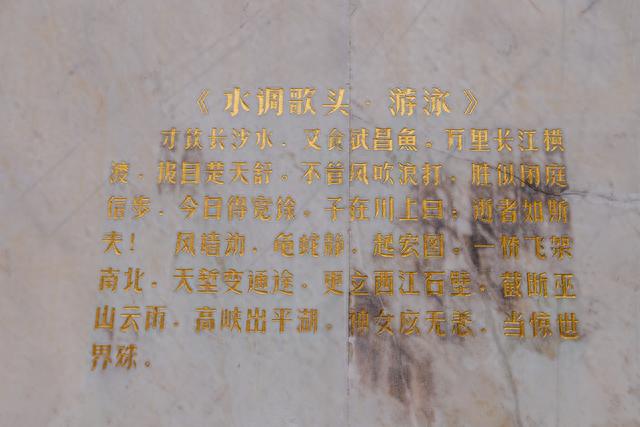 《水调歌头·游泳》
才饮长沙水，又食武昌魚。万里长江横
渡，极目楚天舒。不管风吹浪打，胜似闲庭
信步，今日得宽馀。子在川上曰：逝者如斯
夫！ 风樯动，龟蛇静，起宏图。一桥飞架
南北，天堑变通途。更立西江石壁，截断巫
山云雨，高峡出平湖。神女应无恙，当惊世
界殊。